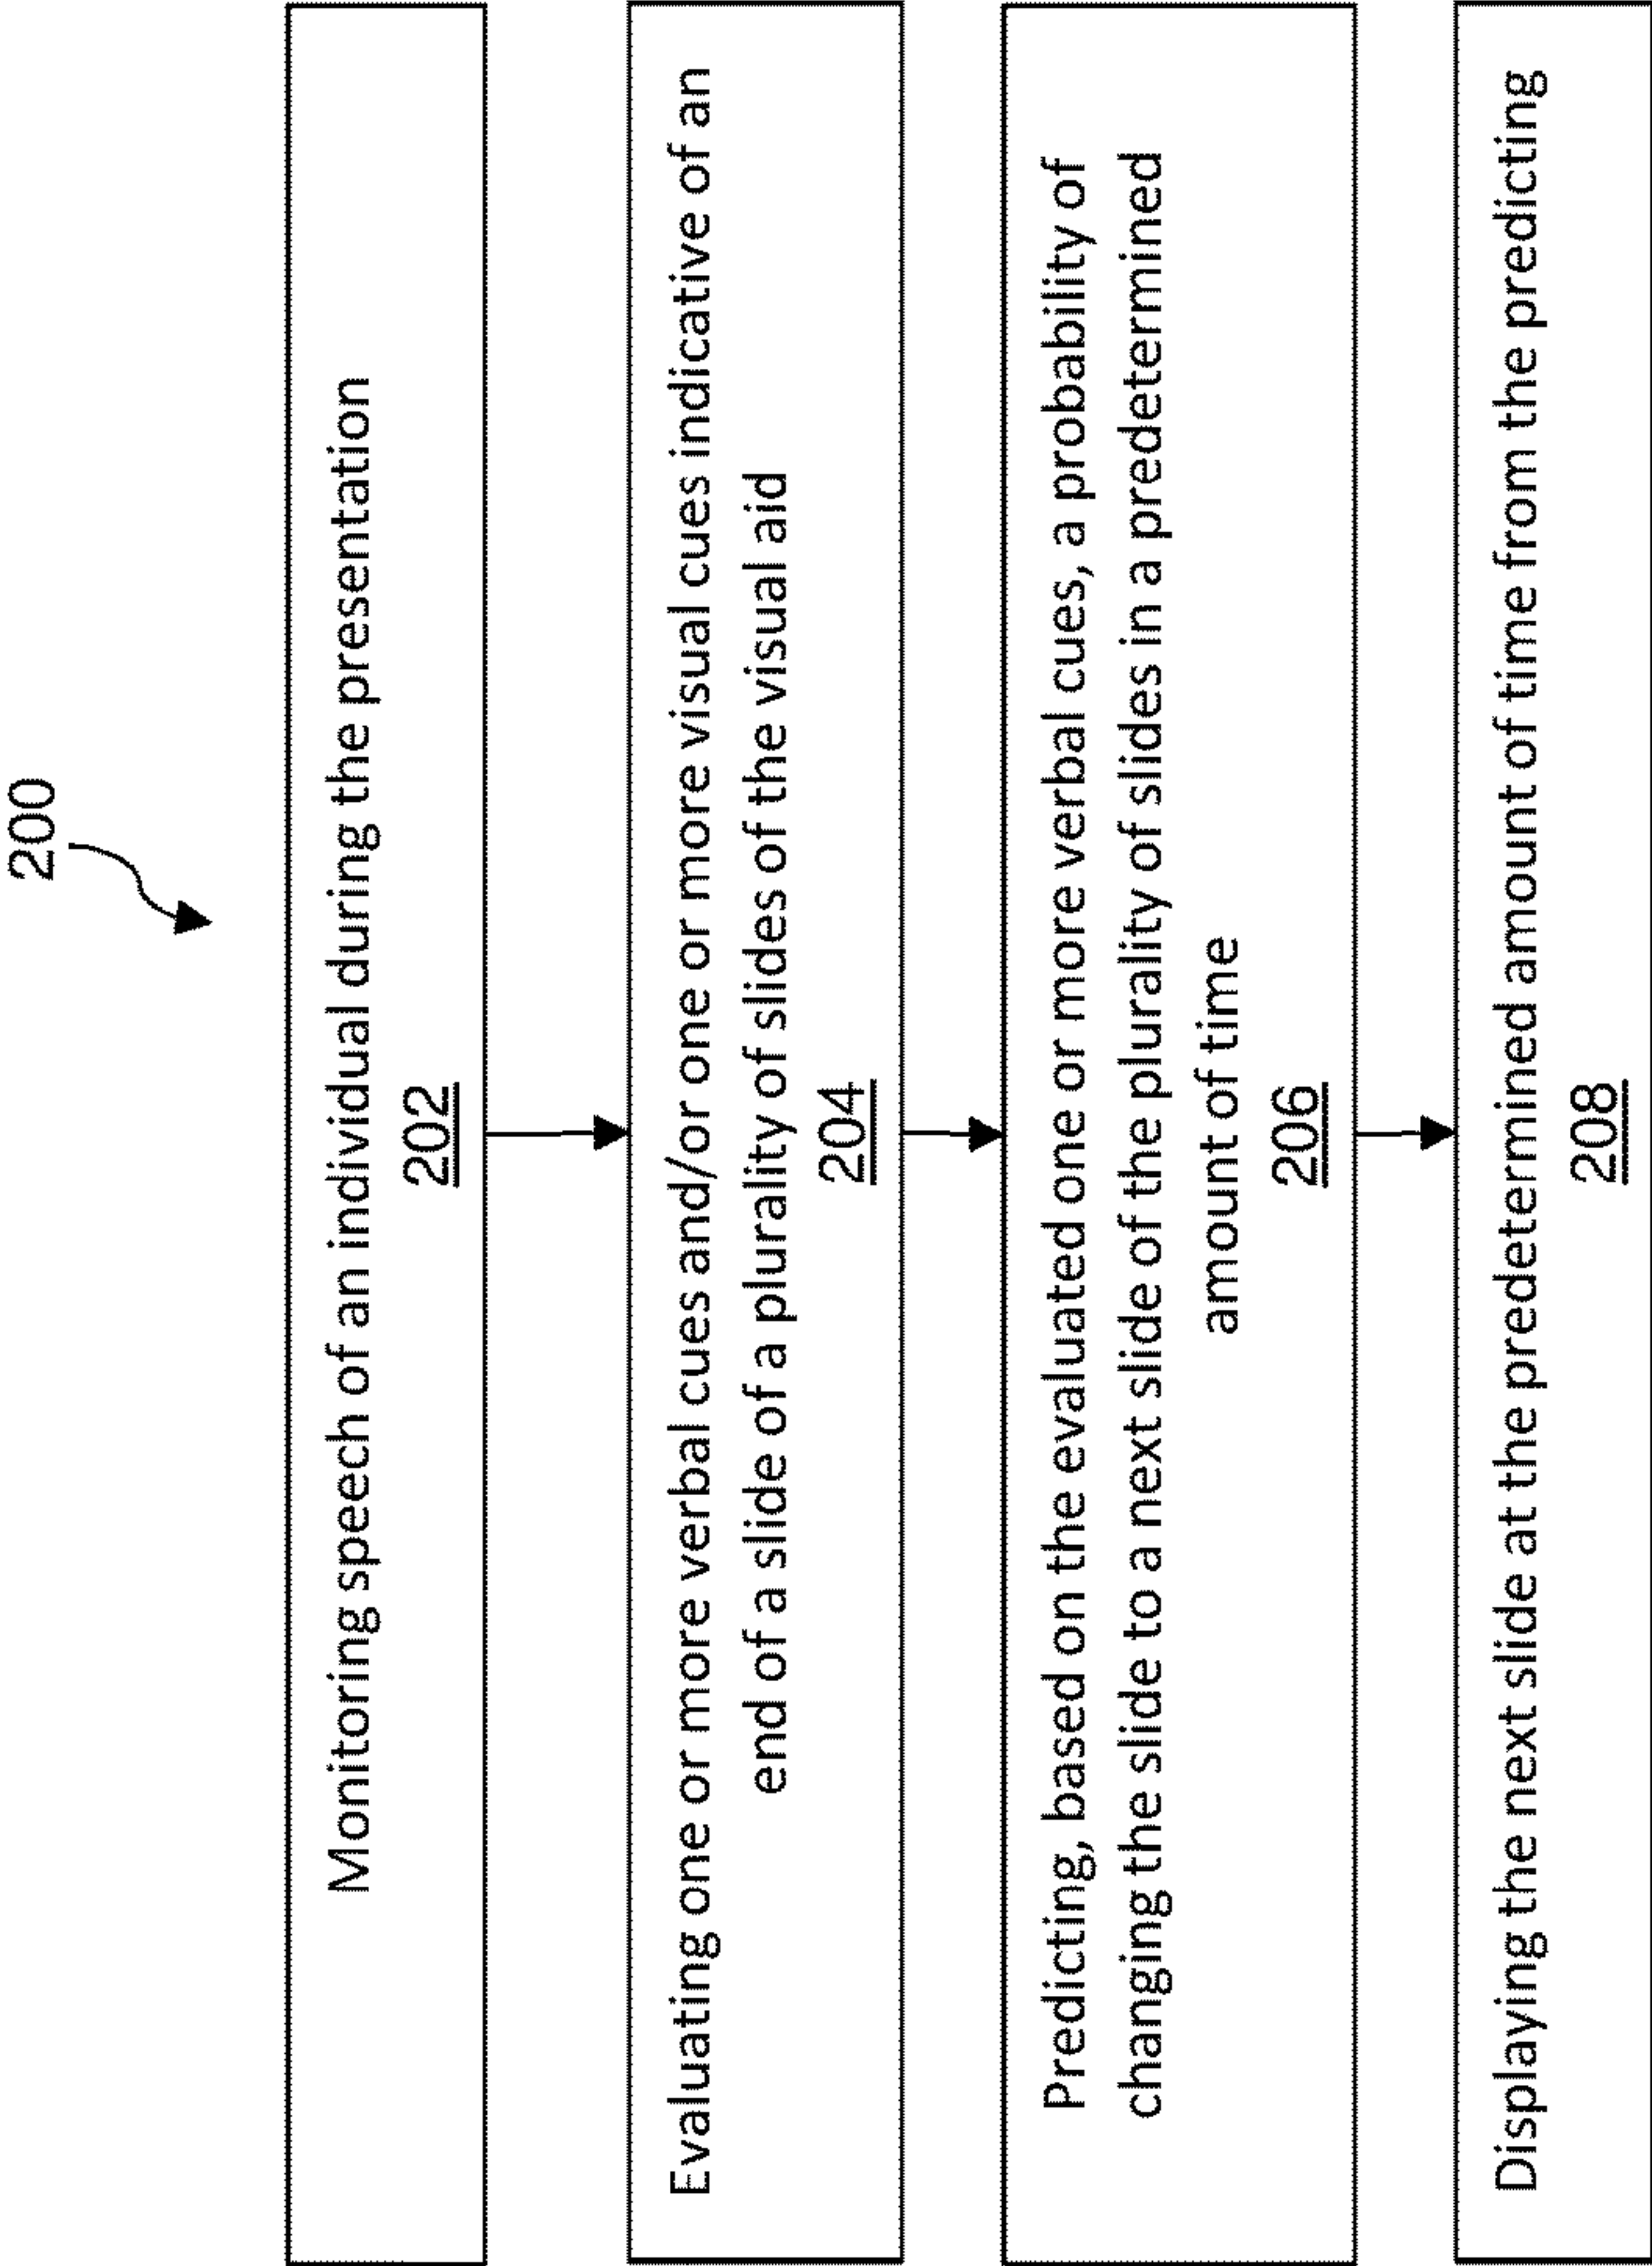 200
Monitoring speech of an individual during the presentation
202
Evaluating one or more verbal cues and/or one or more visual cues indicative of an
end of a slide of a plurality of slides of the visual aid
204
Predicting, based on the evaluated one or more verbal cues, a probability of
changing the slide to a next slide of the plurality of slides in a predetermined
amount of time
206
Displaying the next slide at the predetermined amount of time from the predicting
208